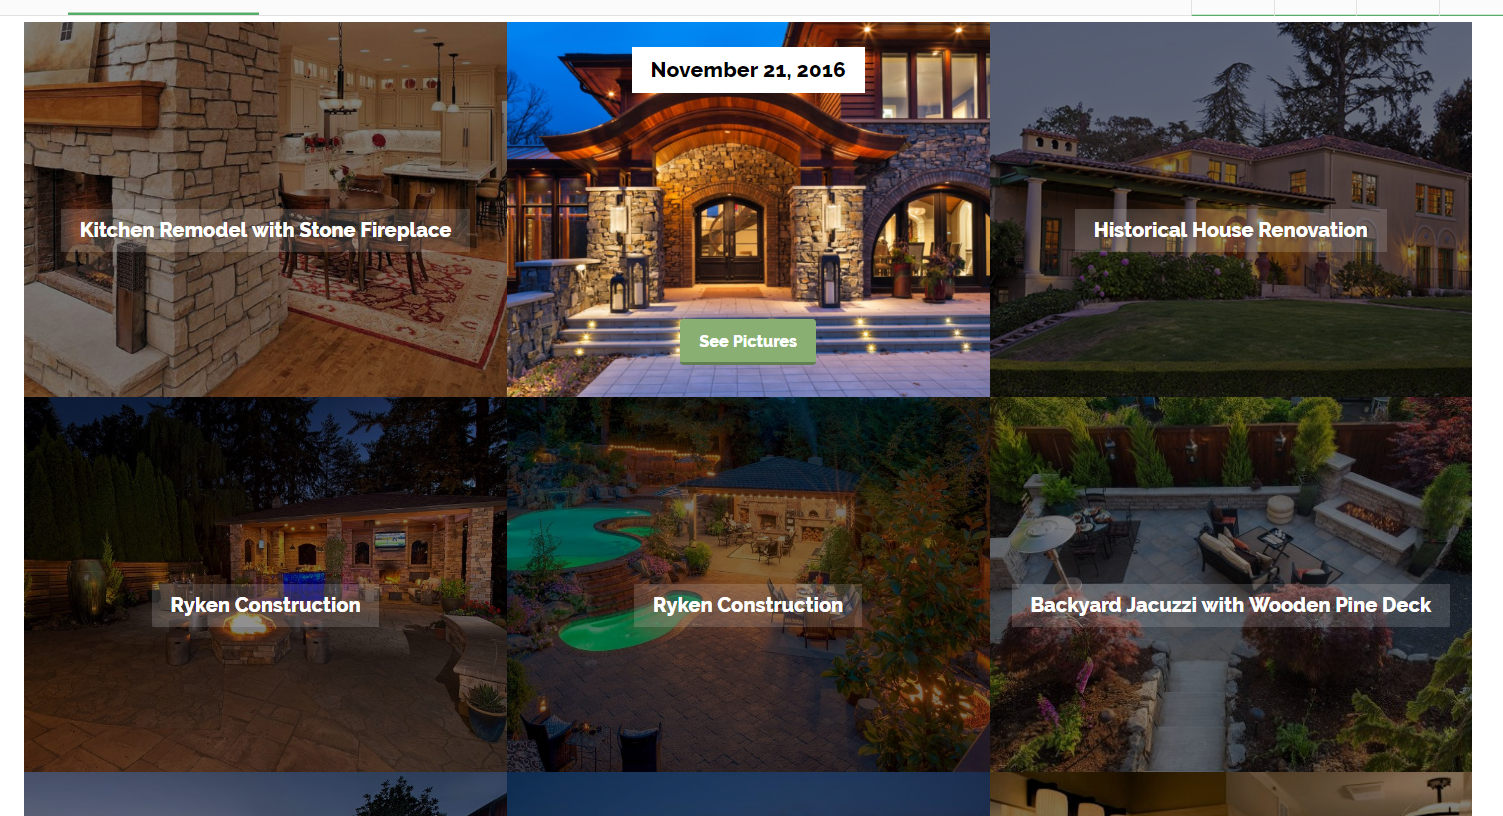 November 21, 2016
Kitchen Remodel with Stone Fireplace
Historical House Renovation
See Pictures
Ryken Construction
Ryken Construction
Backyard Jacuzzi with Wooden Pine Deck